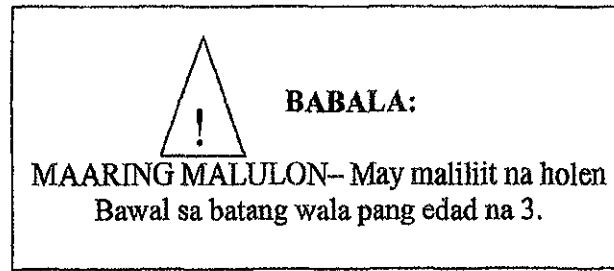 !
BABALA:
MAARING MALULON– May maliliit na holen
Bawal sa batang wala pang edad na 3.